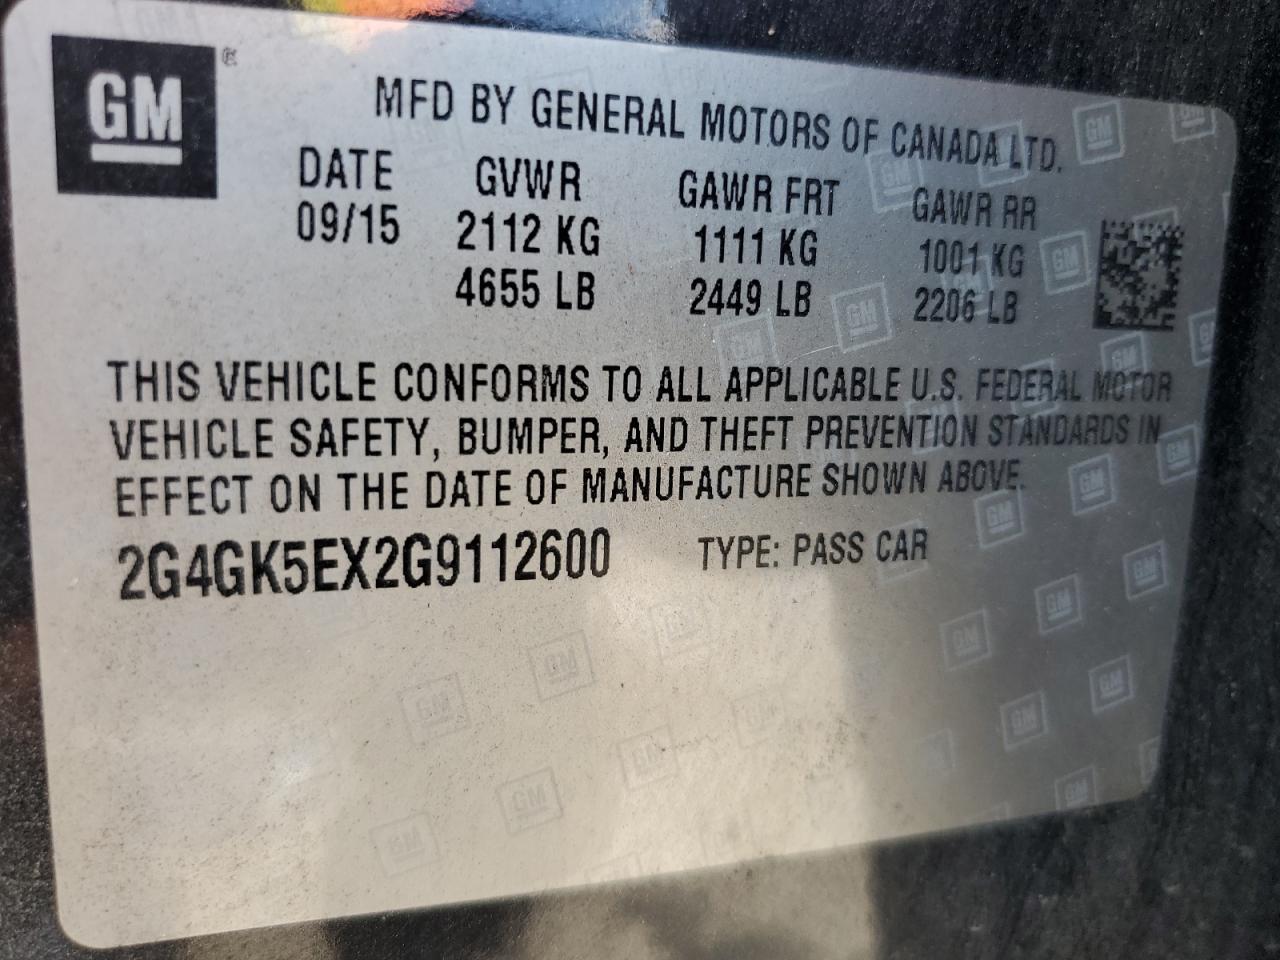 GM
MFD BY GENERAL MOTORS OF CANADA LTD.
DATE GVWR GAWR FRT GAWR RR
09/15 2112 KG 1111 KG 1001 KG
4655 LB 2449 LB 2206 LB
THIS VEHICLE CONFORMS TO ALL APPLICABLE U.S. FEDERAL MOTOR
VEHICLE SAFETY, BUMPER, AND THEFT PREVENTION STANDARDS IN
EFFECT ON THE DATE OF MANUFACTURE SHOWN ABOVE.
2G4GK5EX2G9112600 TYPE: PASS CAR